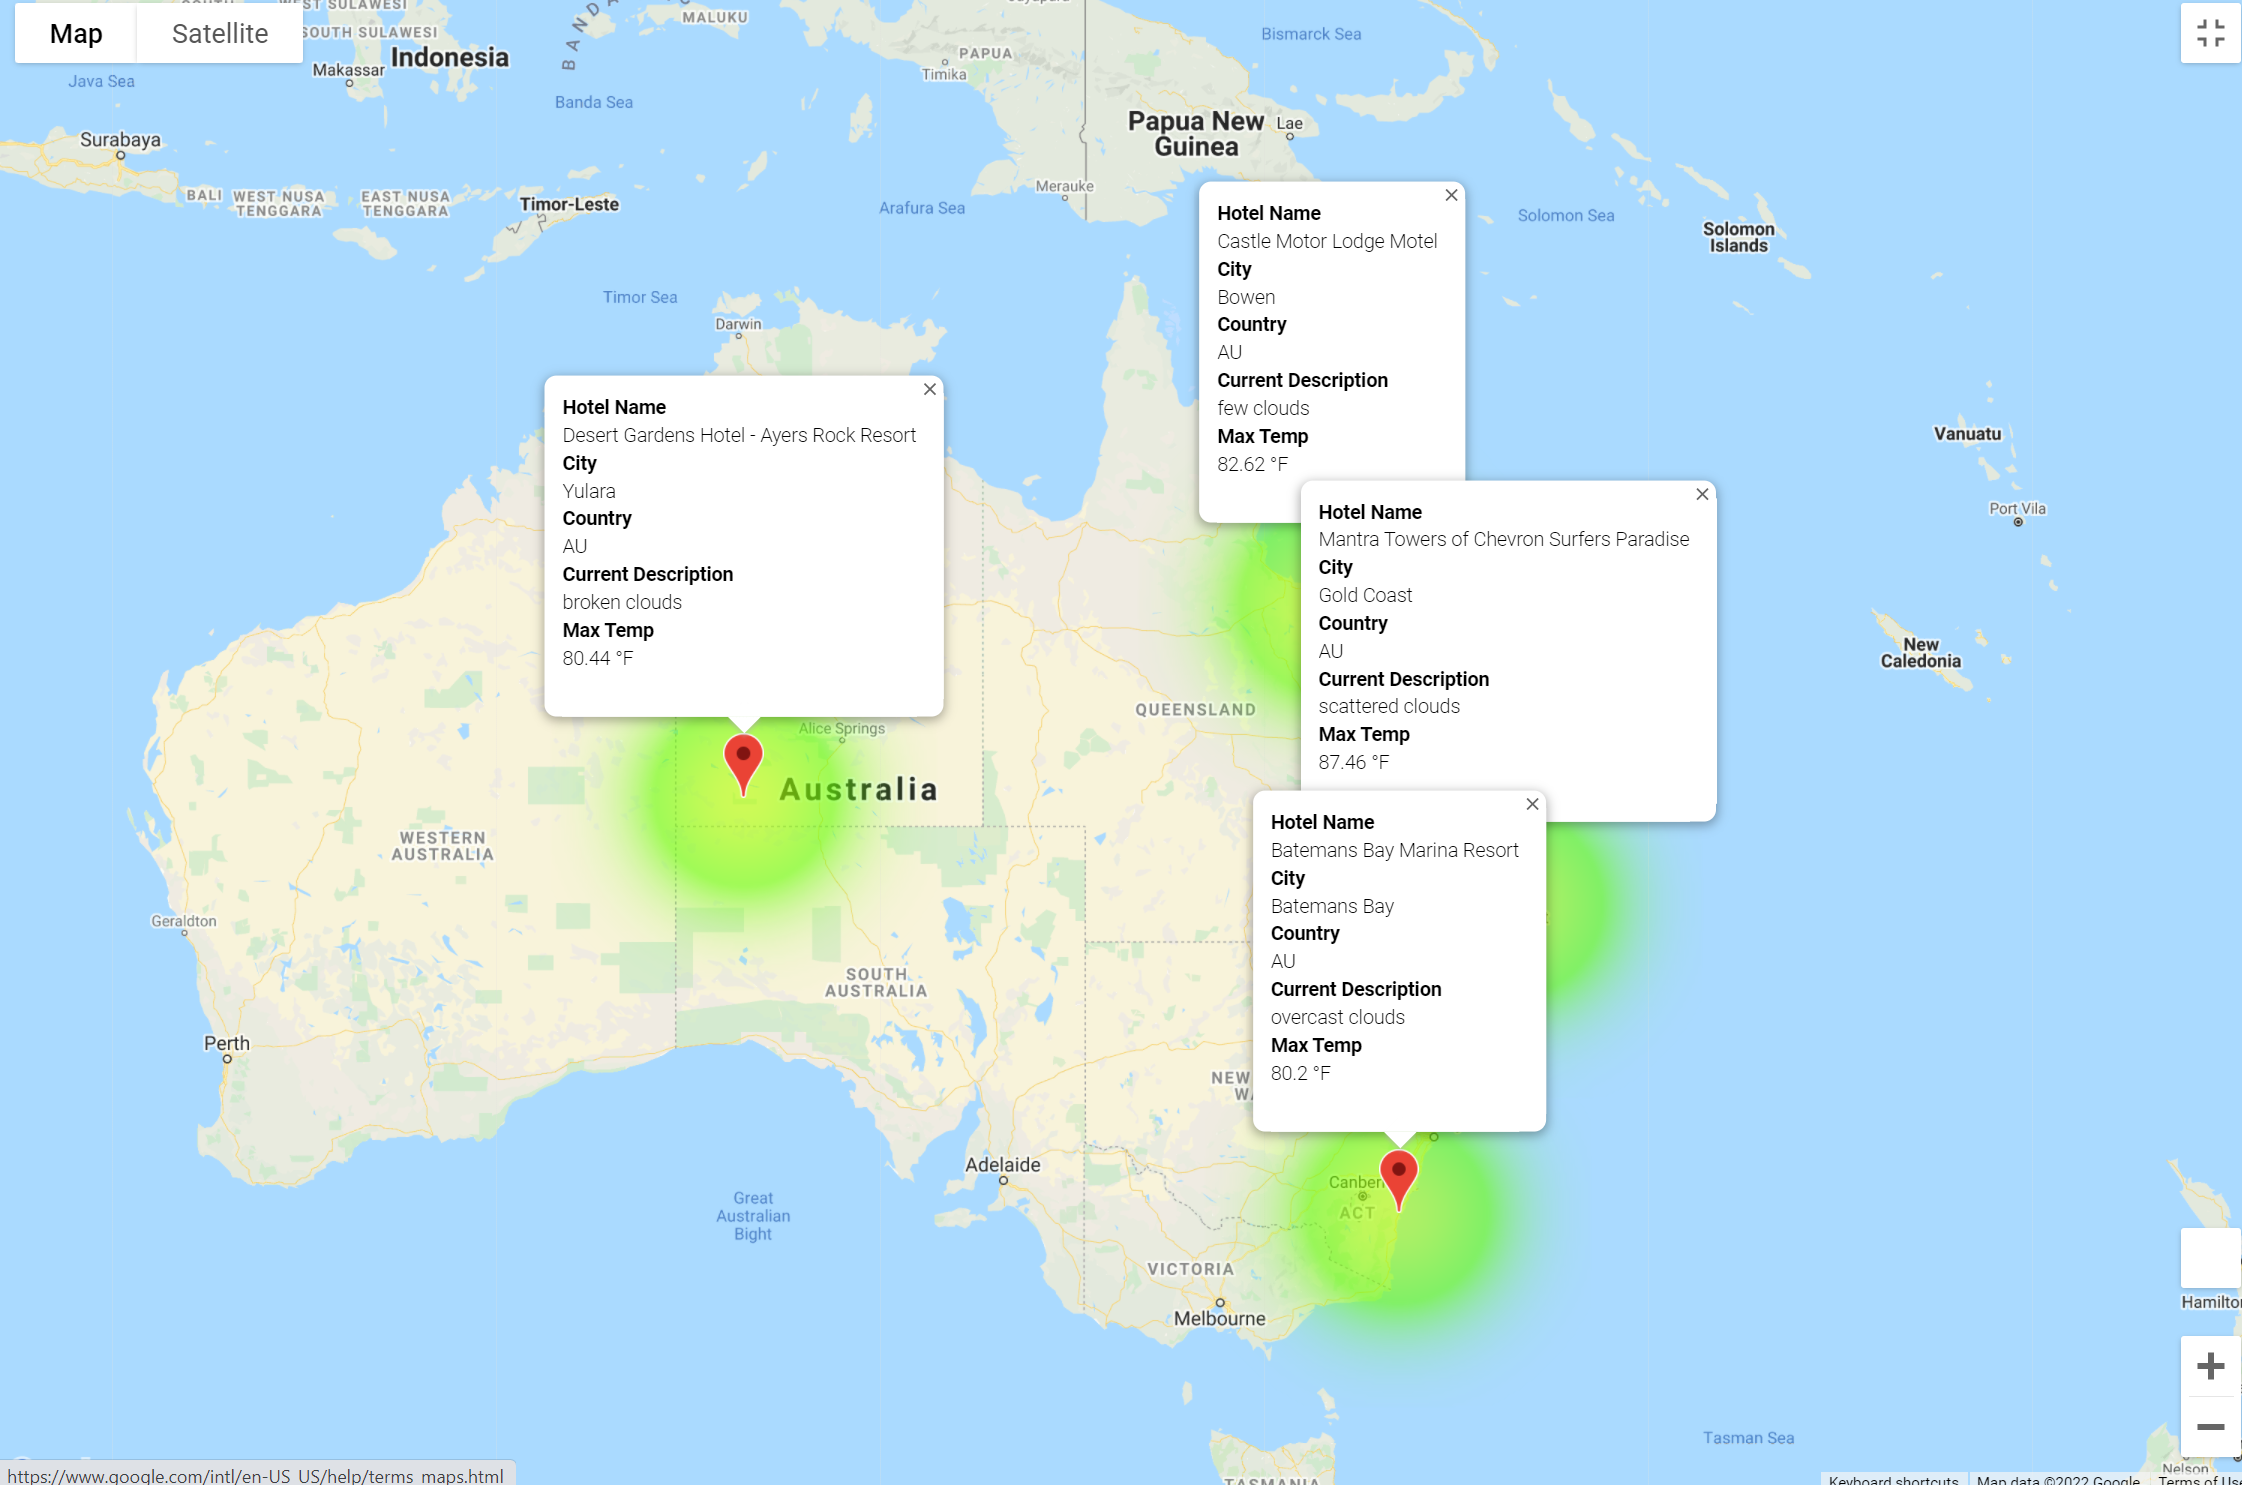 Map
Satellite
WEST SULAWESI
SOUTH SULAWESI
Indonesia
Makassar
Java Sea
BANDA
MALUKU
Banda Sea
PAPUA
Timika
Bismarck Sea
Papua New
Guinea
Lae
Surabaya
BALI
WEST NUSA
TENGGARA
EAST NUSA
TENGGARA
Timor-Leste
Merauke
Arafura Sea
Solomon Sea
Solomon
Islands
Timor Sea
Darwin
Hotel Name
Castle Motor Lodge Motel
City
Bowen
Country
AU
Current Description
few clouds
Max Temp
82.62 °F
Hotel Name
Desert Gardens Hotel - Ayers Rock Resort
City
Yulara
Country
AU
Current Description
broken clouds
Max Temp
80.44 °F
Hotel Name
Mantra Towers of Chevron Surfers Paradise
City
Gold Coast
Country
AU
Current Description
scattered clouds
Max Temp
87.46 °F
Vanuatu
Port Vila
New
Caledonia
QUEENSLAND
Alice Springs
Australia
WESTERN
AUSTRALIA
Geraldton
SOUTH
AUSTRALIA
Perth
Hotel Name
Batemans Bay Marina Resort
City
Batemans Bay
Country
AU
Current Description
overcast clouds
Max Temp
80.2 °F
NEW
WA
Adelaide
Great
Australian
Bight
Canber
ACT
VICTORIA
Melbourne
Hamilto
Tasman Sea
TASMANIA
Nelson
https://www.google.com/intl/en-US_US/help/terms_maps.html
Keyboard shortcuts
Map data ©2022 Google
Terms of Use